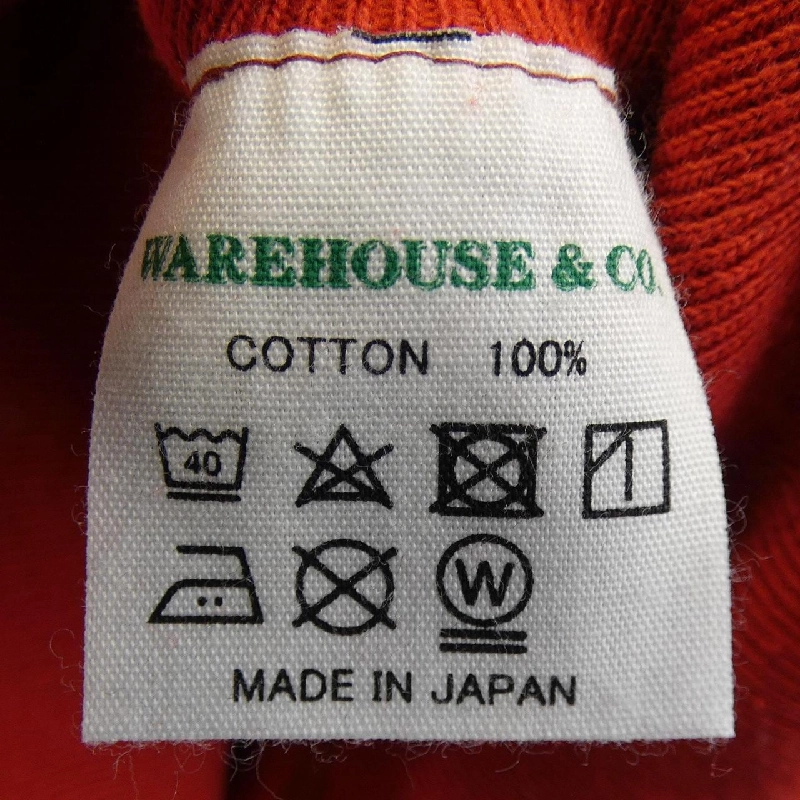 WAREHOUSE & CO.
COTTON 100%
40
W
MADE IN JAPAN